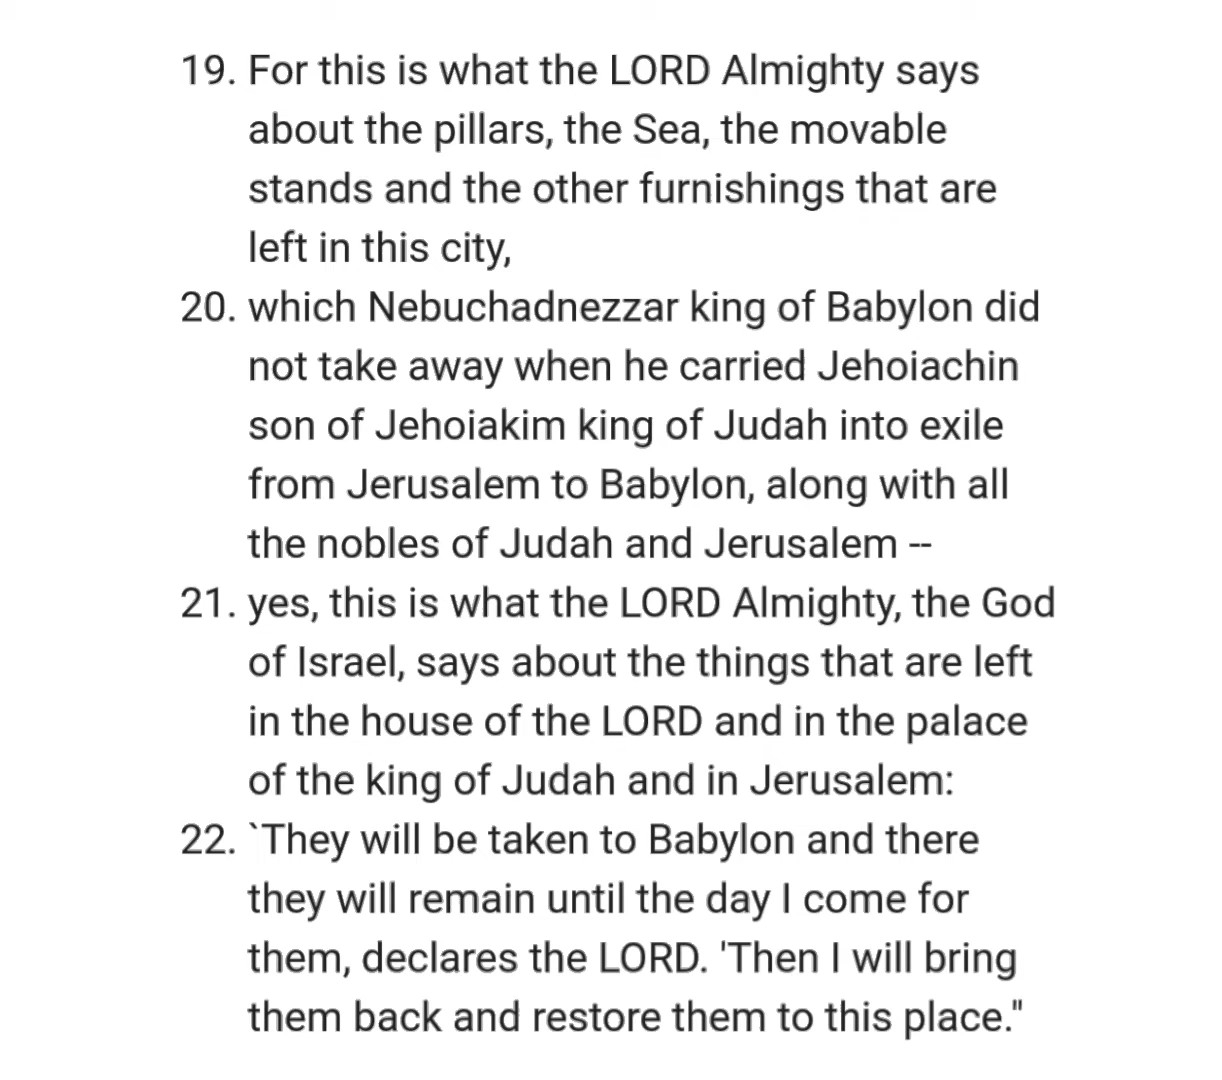 19. For this is what the LORD Almighty says
about the pillars, the Sea, the movable
stands and the other furnishings that are
left in this city,
20. which Nebuchadnezzar king of Babylon did
not take away when he carried Jehoiachin
son of Jehoiakim king of Judah into exile
from Jerusalem to Babylon, along with all
the nobles of Judah and Jerusalem --
21. yes, this is what the LORD Almighty, the God
of Israel, says about the things that are left
in the house of the LORD and in the palace
of the king of Judah and in Jerusalem:
22. `They will be taken to Babylon and there
they will remain until the day I come for
them, declares the LORD. 'Then I will bring
them back and restore them to this place."